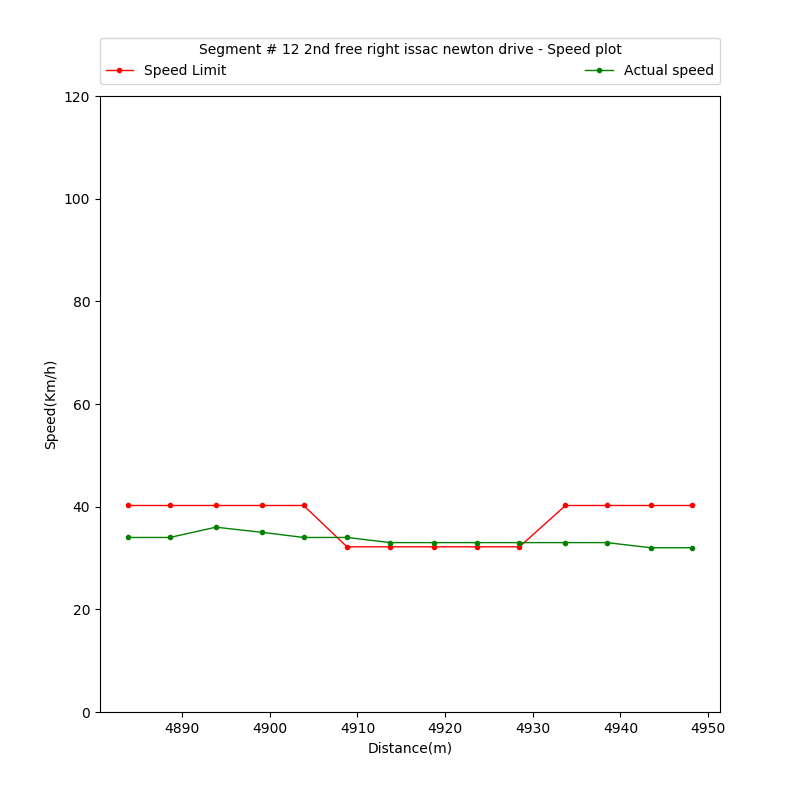 Segment # 12 2nd free right issac newton drive - Speed plot
Speed Limit
Actual speed
120
100
80
60
40
20
0
Speed(Km/h)
4890 4900 4910 4920 4930 4940 4950
Distance(m)